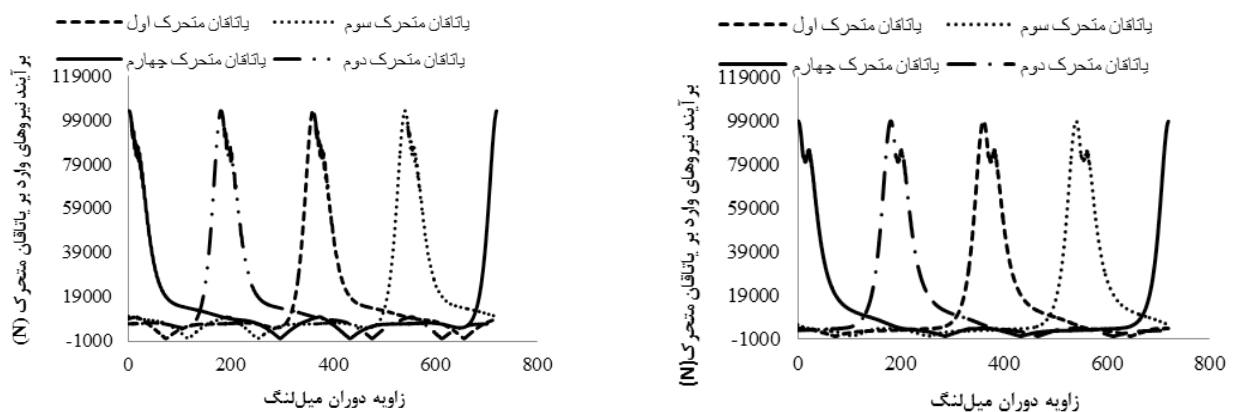 یاتاقان متحرک اول
یاتاقان متحرک سوم
یاتاقان متحرک چهارم
یاتاقان متحرک دوم
برآیند نیروهای وارد بر یاتاقان متحرک (N)
119000
99000
79000
59000
39000
19000
-1000
0 200 400 600 800
زاویه دوران میل‌لنگ
یاتاقان متحرک اول
یاتاقان متحرک سوم
یاتاقان متحرک چهارم
یاتاقان متحرک دوم
برآیند نیروهای وارد بر یاتاقان متحرک(N)
119000
99000
79000
59000
39000
19000
-1000
0 200 400 600 800
زاویه دوران میل‌لنگ